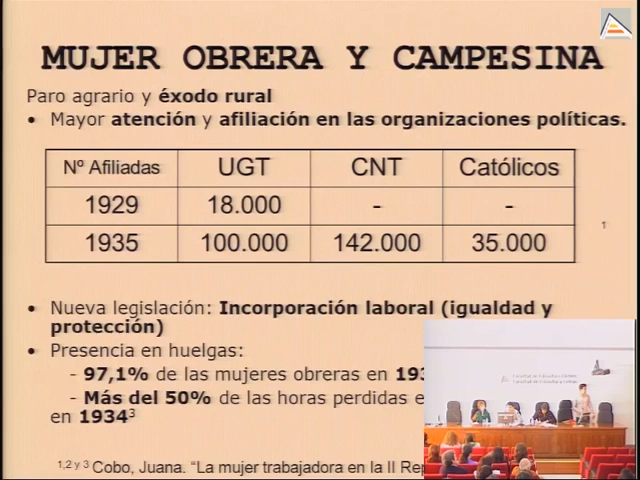 MUJER OBRERA Y CAMPESINA
Paro agrario y éxodo rural
• Mayor atención y afiliación en las organizaciones políticas.
Nº Afiliadas UGT CNT Católicos
1929 18.000 - -
1935 100.000 142.000 35.000
1
• Nueva legislación: Incorporación laboral (igualdad y
protección)
• Presencia en huelgas:
- 97,1% de las mujeres obreras en
- Más del 50% de las horas perdidas
en 1934³
1,2 y 3 Cobo, Juana. “La mujer trabajadora en la II